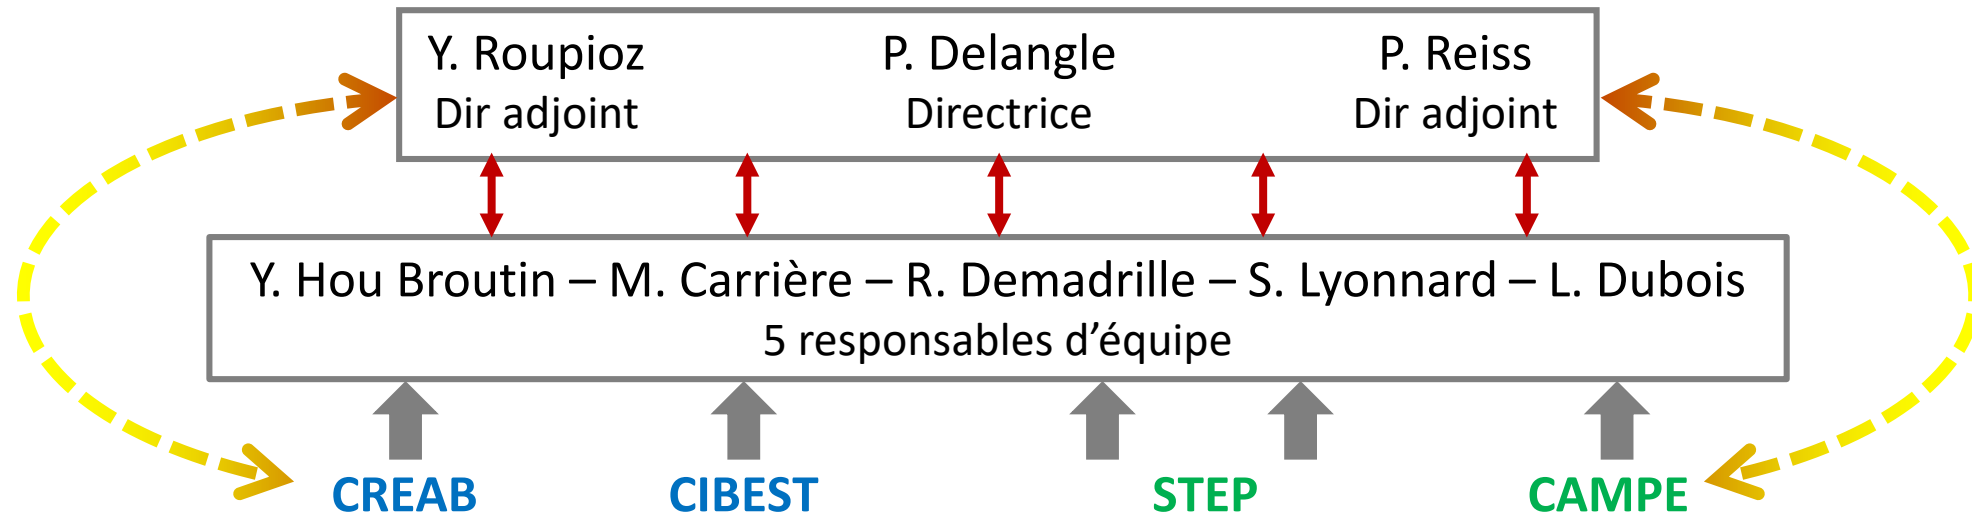 Y. Roupioz P. Delangle P. Reiss
Dir adjoint Directrice Dir adjoint
Y. Hou Broutin – M. Carrière – R. Demadrille – S. Lyonnard – L. Dubois
5 responsables d’équipe
CREAB CIBEST STEP CAMPE